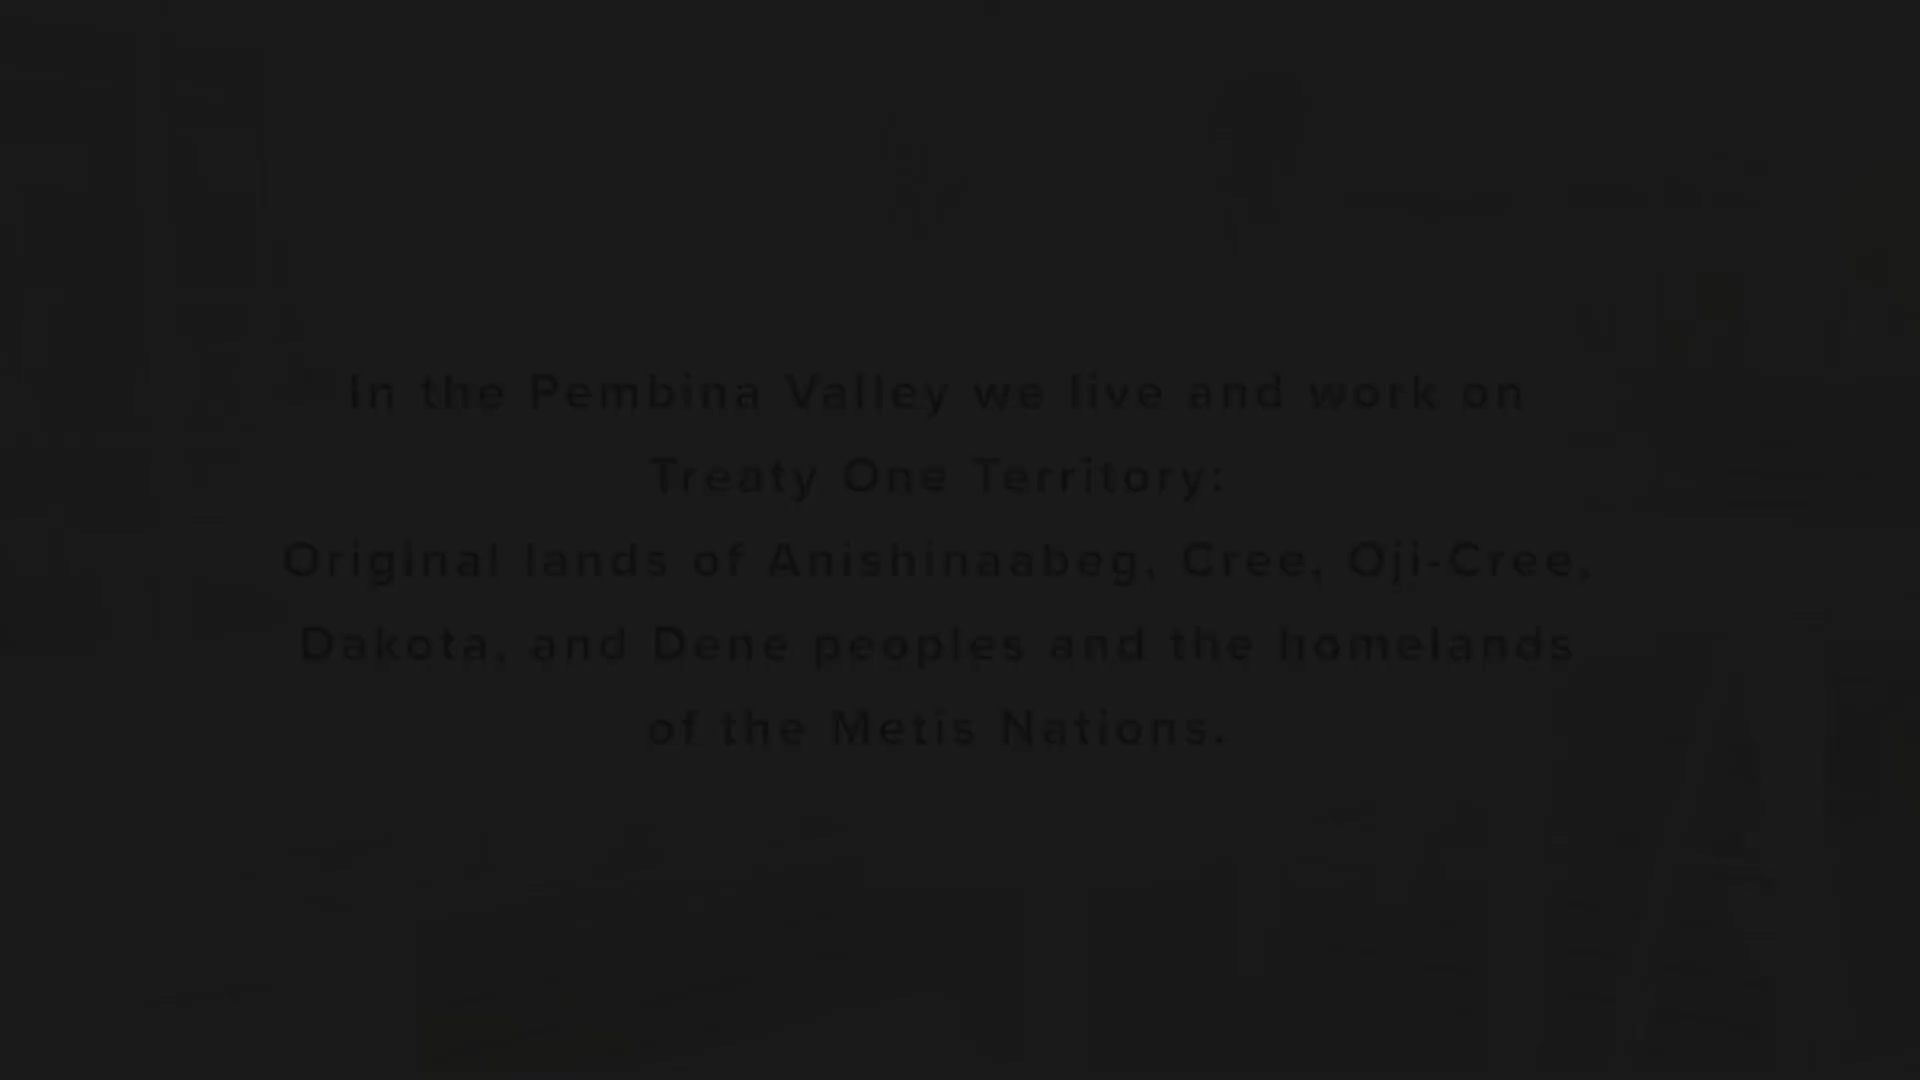 In the Pembina Valley we live and work on
Treaty One Territory:
Original lands of Anishinaabeg, Cree, Oji-Cree,
Dakota, and Dene peoples and the homelands
of the Metis Nations.